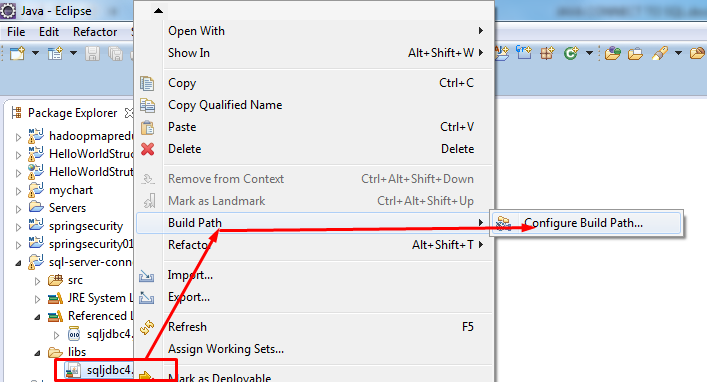 Java - Eclipse
File Edit Refactor
Package Explorer
hadoopmapredu
HelloWorldStruc
HelloWorldStrut
mychart
Servers
springsecurity
springsecurity01
sql-server-conn
src
JRE System L
Referenced L
sqljdbc4.
libs
sqljdbc4.
Open With
Show In Alt+Shift+W
Copy Ctrl+C
Copy Qualified Name
Paste Ctrl+V
Delete Delete
Remove from Context Ctrl+Alt+Shift+Down
Mark as Landmark Ctrl+Alt+Shift+Up
Build Path
Configure Build Path...
Refactor Alt+Shift+T
Import...
Export...
Refresh F5
Assign Working Sets...
Mark as Deployable